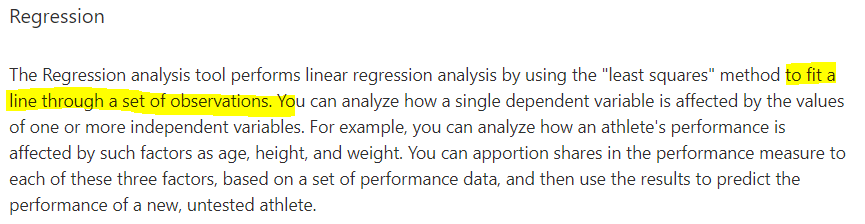 Regression
The Regression analysis tool performs linear regression analysis by using the "least squares" method to fit a
line through a set of observations. You can analyze how a single dependent variable is affected by the values
of one or more independent variables. For example, you can analyze how an athlete's performance is
affected by such factors as age, height, and weight. You can apportion shares in the performance measure to
each of these three factors, based on a set of performance data, and then use the results to predict the
performance of a new, untested athlete.